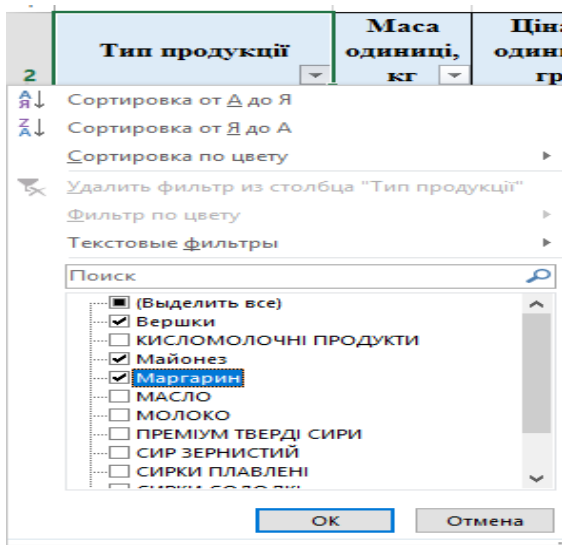 Тип продукції
Маса одиниці, кг
Ціна
один
гр
2
Сортировка от А до Я
Сортировка от Я до А
Сортировка по цвету
Удалить фильтр из столбца "Тип продукції"
Фильтр по цвету
Текстовые фильтры
Поиск
(Выделить все)
Вершки
КИСЛОМОЛОЧНІ ПРОДУКТИ
Майонез
Маргарин
МАСЛО
МОЛОКО
ПРЕМІУМ ТВЕРДІ СИРИ
СИР ЗЕРНИСТИЙ
СИРКИ ПЛАВЛЕНІ
ОК
Отмена